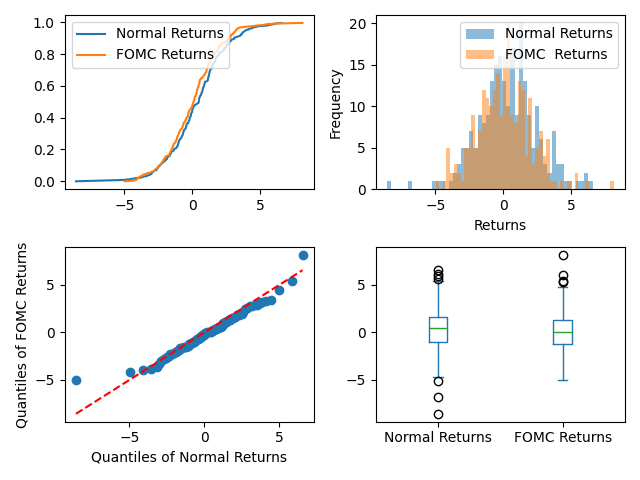 1.0
0.8
0.6
0.4
0.2
0.0
−5
0
5
Normal Returns
FOMC Returns
20
15
10
5
0
Frequency
−5
0
5
Returns
Normal Returns
FOMC  Returns
5
0
−5
Quantiles of FOMC Returns
−5
0
5
Quantiles of Normal Returns
5
0
−5
Normal Returns
FOMC Returns